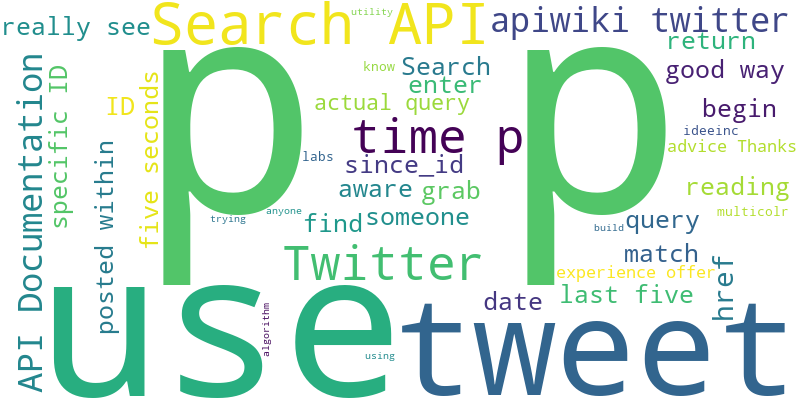 really see
Search API
utility
apiwiki twitter
return
p p
know
Search
good way
enter
API Documentation
specific ID
ID
five seconds
actual query
begin
time p
ideeinc
advice Thanks
labs
since_id
posted within
aware
grab
reading
trying
anyone
find
someone
build
query
multicolr
Twitter
match
experience offer
href
last five
date
use
tweet
algorithm
using